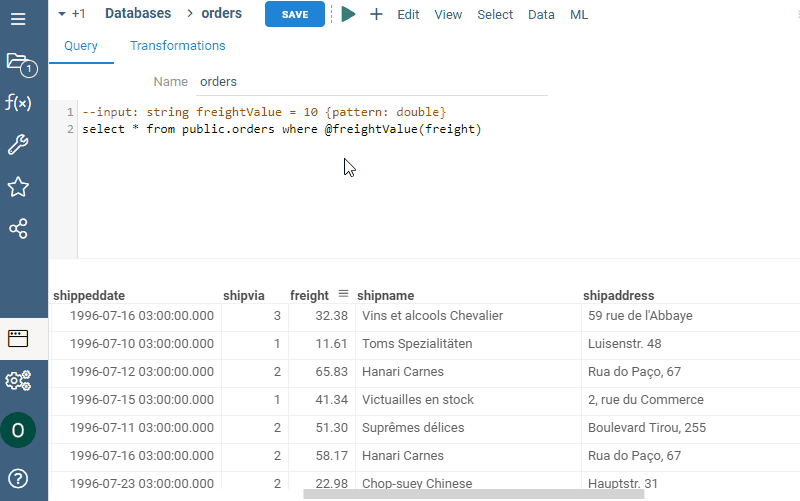 +1 Databases > orders SAVE Edit View Select Data ML
Query Transformations
1
f(x)
Name orders
1 --input: string freightValue = 10 {pattern: double}
2 select * from public.orders where @freightValue(freight)
shippeddate shipvia freight shipname shipaddress
1996-07-16 03:00:00.000 3 32.38 Vins et alcools Chevalier 59 rue de l'Abbaye
1996-07-10 03:00:00.000 1 11.61 Toms Spezialitäten Luisenstr. 48
1996-07-12 03:00:00.000 2 65.83 Hanari Carnes Rua do Paço, 67
1996-07-15 03:00:00.000 1 41.34 Victuailles en stock 2, rue du Commerce
1996-07-11 03:00:00.000 2 51.30 Suprêmes délices Boulevard Tirou, 255
1996-07-16 03:00:00.000 2 58.17 Hanari Carnes Rua do Paço, 67
1996-07-23 03:00:00.000 2 22.98 Chop-suey Chinese Hauptstr. 31
O
?